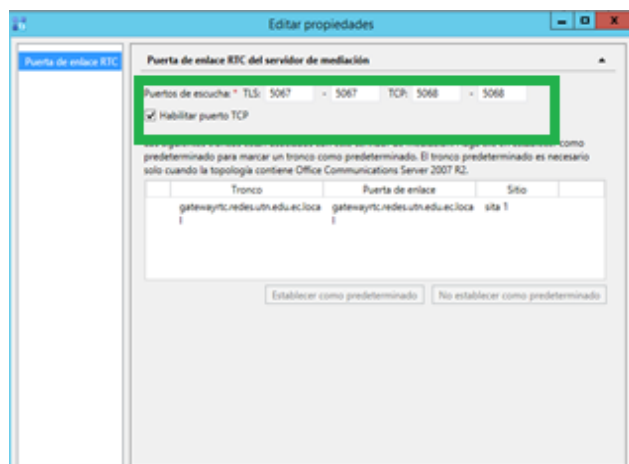 Editar propiedades
Puerta de enlace RTC
Puerta de enlace RTC del servidor de mediación
Puertos de escucha: * TLS: 5067 - 5067 TCP: 5068 - 5068
Habilitar puerto TCP
como
predeterminado para marcar un tronco como predeterminado. El tronco predeterminado es necesario
solo cuando la topología contiene Office Communications Server 2007 R2.
Tronco Puerta de enlace Sitio
gatewayrtc.redes.utn.edu.ec.loca gatewayrtc.redes.utn.edu.ec.loca sita 1
l l
Establecer como predeterminado No establecer como predeterminado